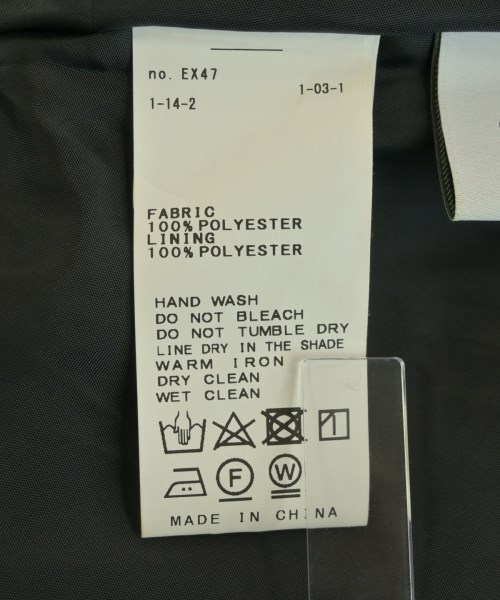 no. EX47
1-03-1
1-14-2
FABRIC
100% POLYESTER
LINING
100% POLYESTER
HAND WASH
DO NOT BLEACH
DO NOT TUMBLE DRY
LINE DRY IN THE SHADE
WARM IRON
DRY CLEAN
WET CLEAN
F W
MADE IN CHINA